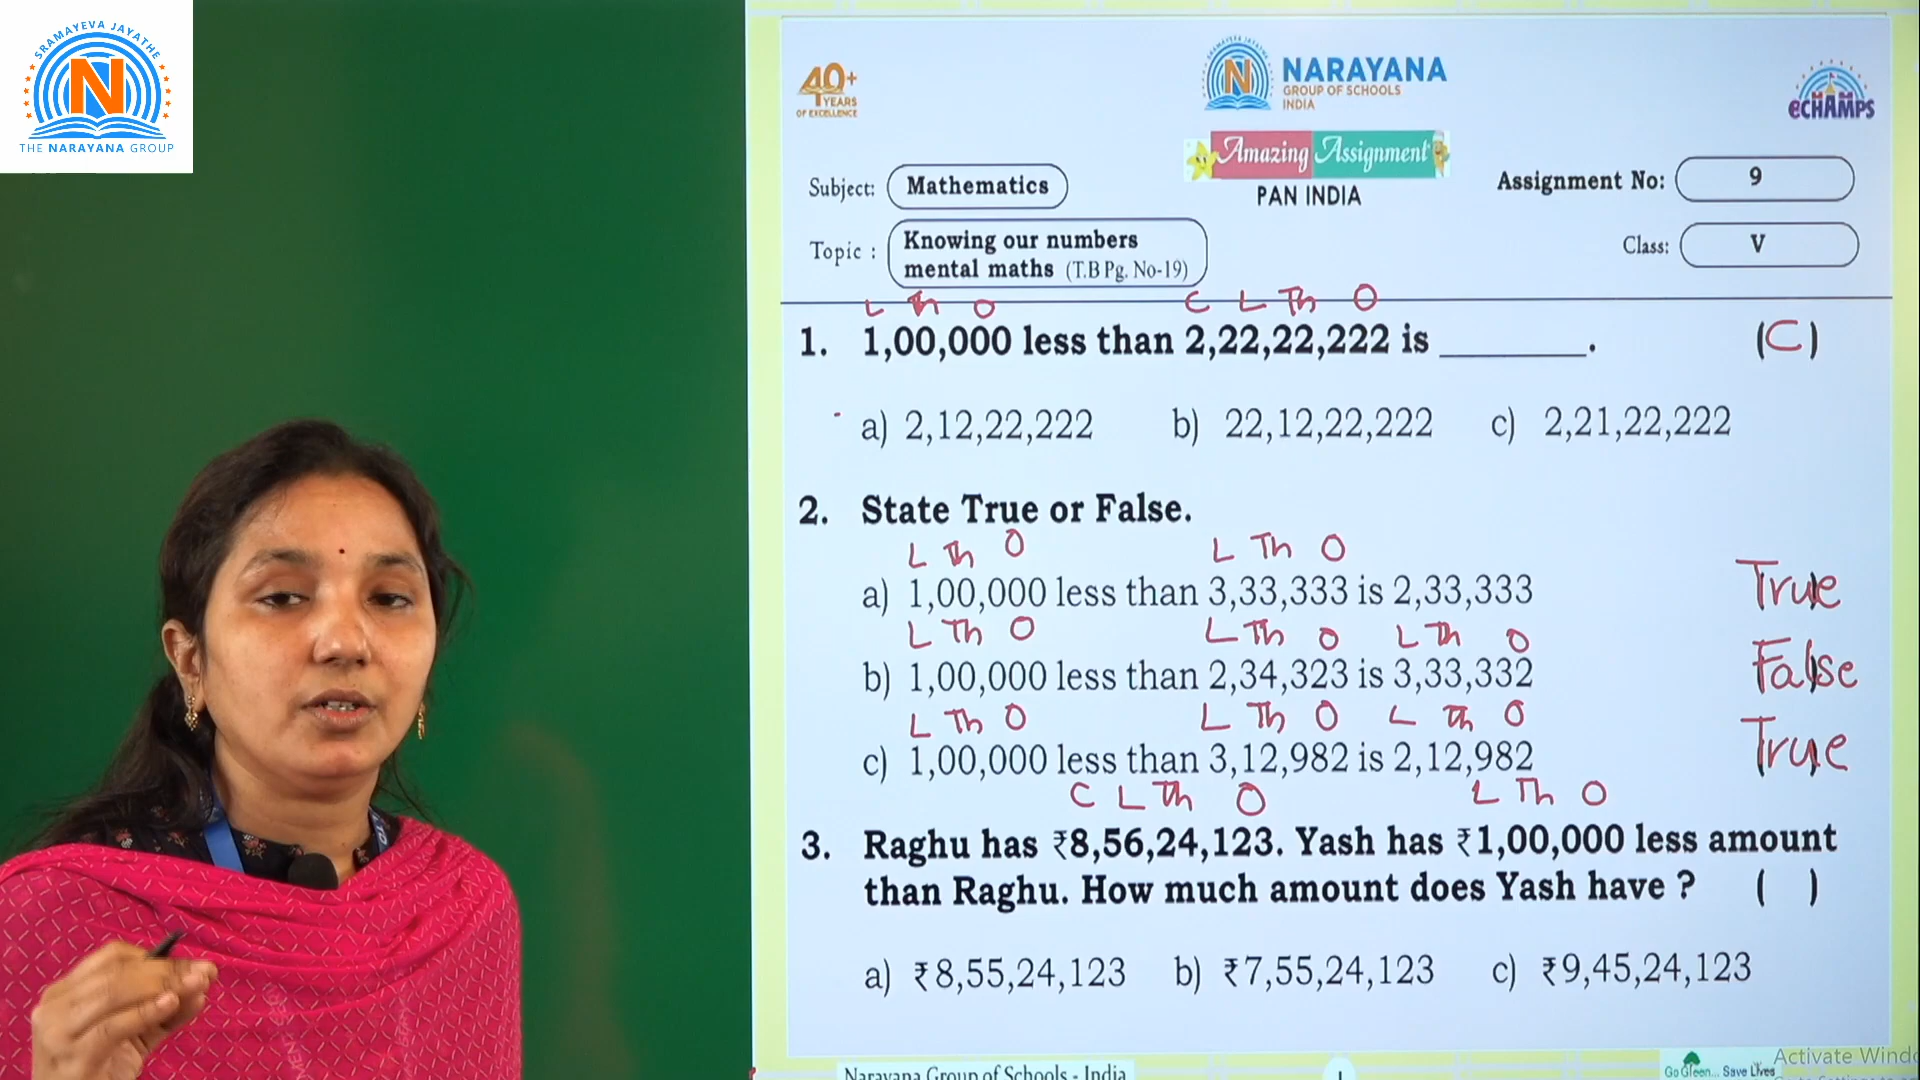 SRAMAYEVA JAYATHE
N
THE NARAYANA GROUP
40+
YEARS
OF EXCELLENCE
N
NARAYANA
GROUP OF SCHOOLS
INDIA
eCHAMPS
Amazing Assignment
PAN INDIA
Subject: Mathematics
Assignment No: 9
Topic : Knowing our numbers
mental maths (T.B Pg. No-19)
Class: V
L Th O C L Th O
1. 1,00,000 less than 2,22,22,222 is ________. (C)
a) 2,12,22,222 b) 22,12,22,222 c) 2,21,22,222
2. State True or False.
L Th O L Th O
a) 1,00,000 less than 3,33,333 is 2,33,333 True
L Th O L Th O L Th O
b) 1,00,000 less than 2,34,323 is 3,33,332 False
L Th O L Th O L Th O
c) 1,00,000 less than 3,12,982 is 2,12,982 True
C L Th O L Th O
3. Raghu has ₹8,56,24,123. Yash has ₹1,00,000 less amount
than Raghu. How much amount does Yash have ? ( )
a) ₹8,55,24,123 b) ₹7,55,24,123 c) ₹9,45,24,123
Narayana Group of Schools - India
Go Green... Save Lives
Activate Windo